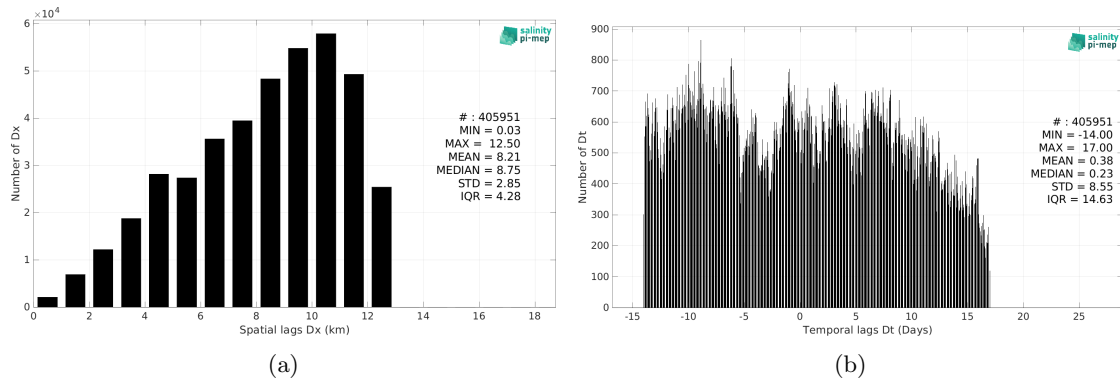 ×10⁴
6
5
4
3
2
1
0
Number of Dx
0 2 4 6 8 10 12 14 16 18
Spatial lags Dx (km)
salinity
pi-mep
# : 405951
MIN = 0.03
MAX = 12.50
MEAN = 8.21
MEDIAN = 8.75
STD = 2.85
IQR = 4.28
(a)
900
800
700
600
500
400
300
200
100
0
Number of Dt
-15 -10 -5 0 5 10 15 20 25
Temporal lags Dt (Days)
salinity
pi-mep
# : 405951
MIN = -14.00
MAX = 17.00
MEAN = 0.38
MEDIAN = 0.23
STD = 8.55
IQR = 14.63
(b)